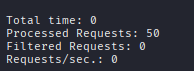 Total time: 0
Processed Requests: 50
Filtered Requests: 0
Requests/sec.: 0